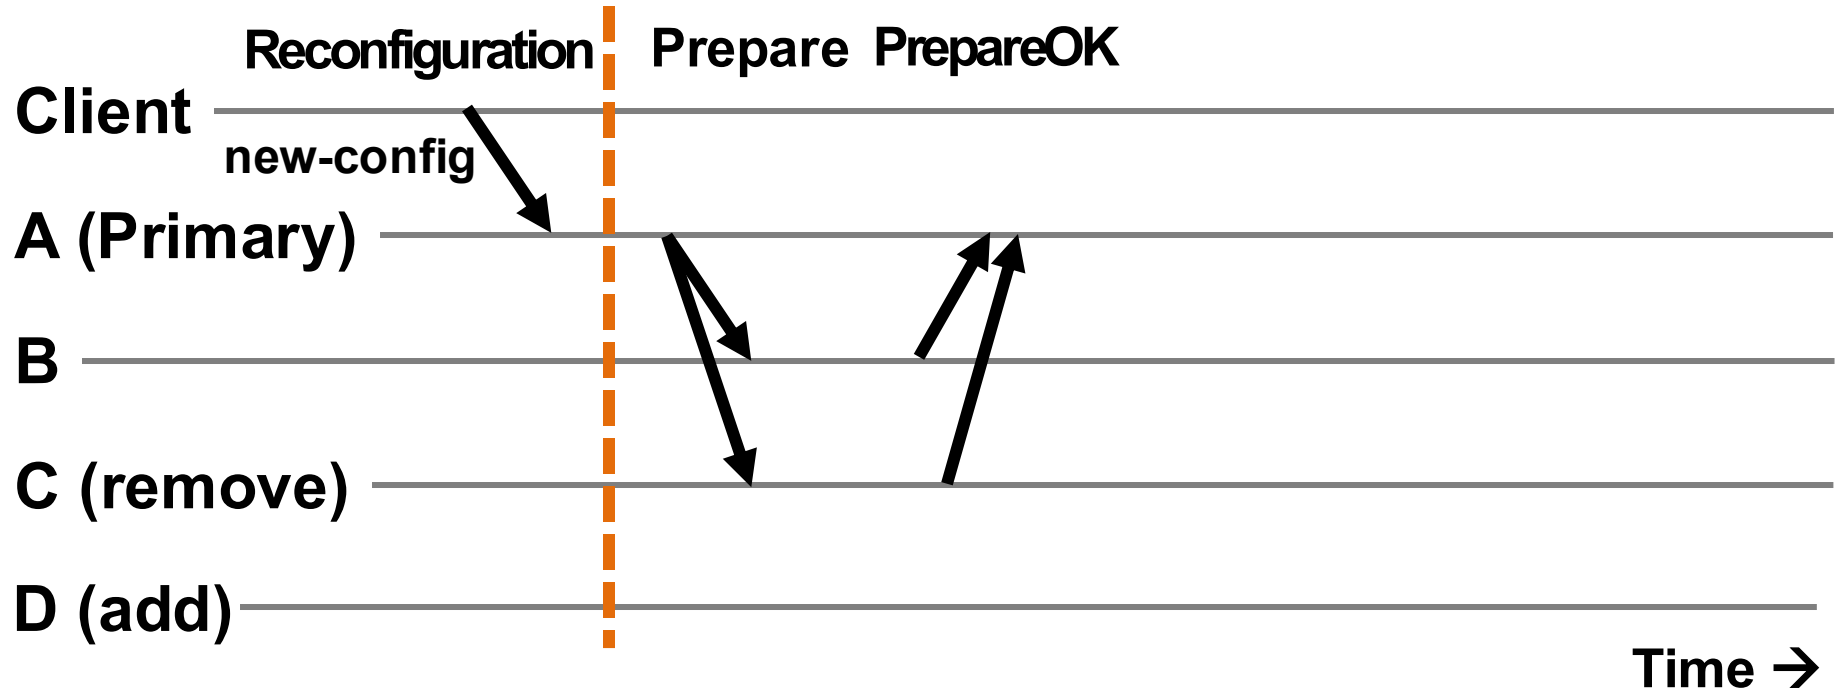 Reconfiguration Prepare PrepareOK
Client
new-config
A (Primary)
B
C (remove)
D (add)
Time →